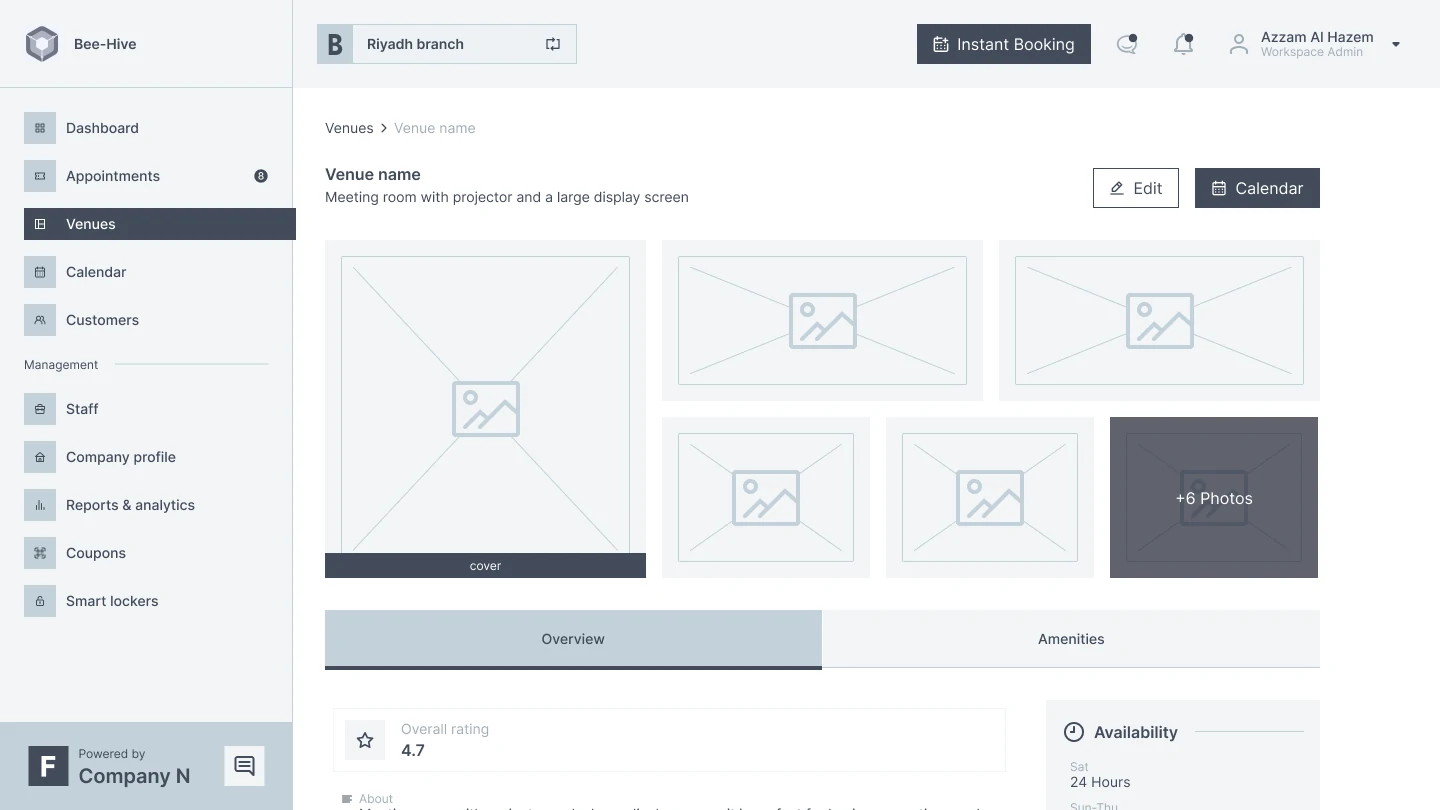 Bee-Hive
B
Riyadh branch
Instant Booking
Azzam Al Hazem
Workspace Admin
Dashboard
Appointments
8
Venues
Calendar
Customers
Management
Staff
Company profile
Reports & analytics
Coupons
Smart lockers
F
Powered by
Company N
Venues > Venue name
Venue name
Meeting room with projector and a large display screen
Edit
Calendar
cover
+6 Photos
Overview
Amenities
Overall rating
4.7
About
Availability
Sat
24 Hours
Sun-Thu